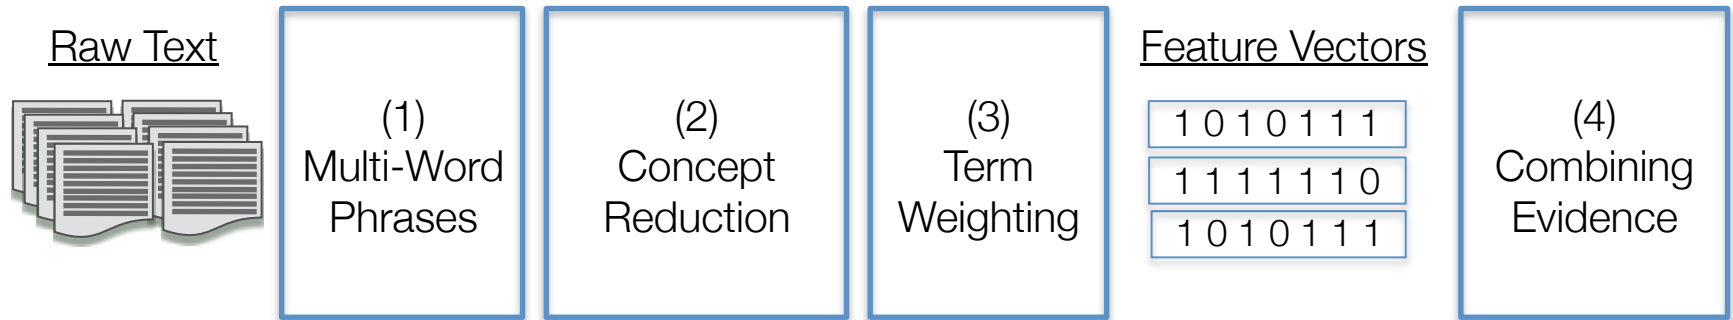 Raw Text
(1)
Multi-Word
Phrases
(2)
Concept
Reduction
(3)
Term
Weighting
Feature Vectors
1 0 1 0 1 1 1
1 1 1 1 1 1 0
1 0 1 0 1 1 1
(4)
Combining
Evidence